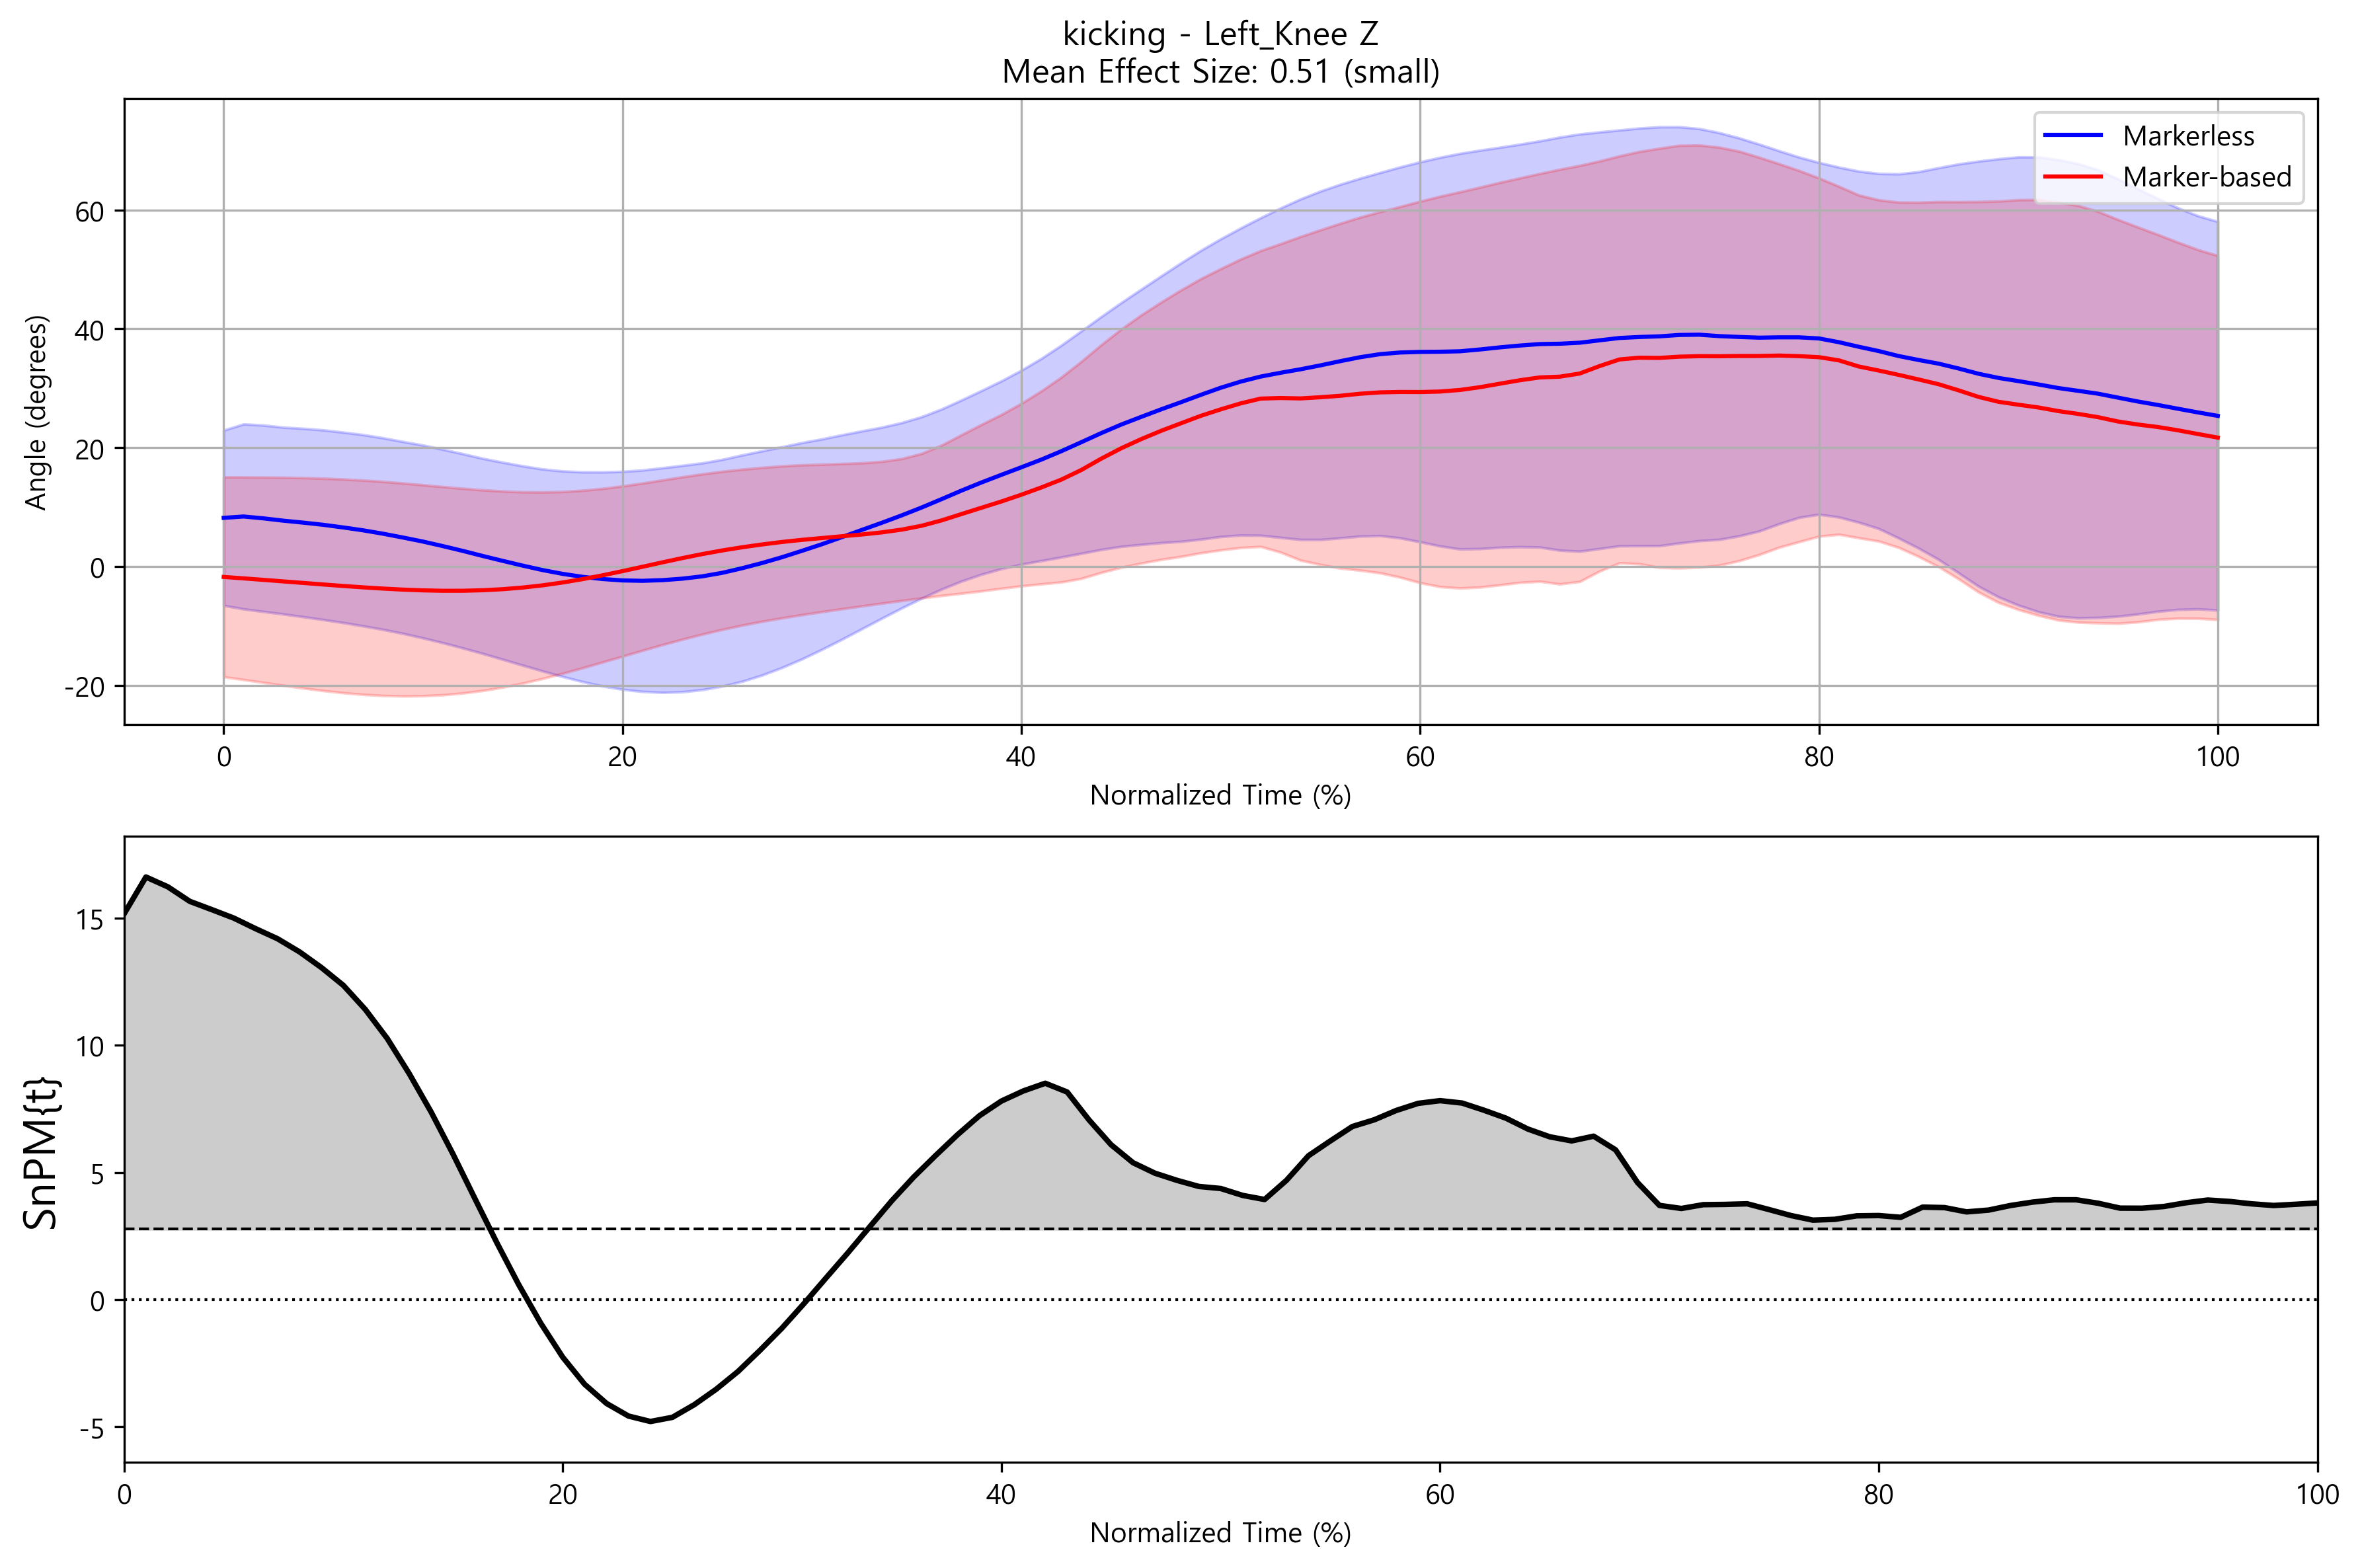 kicking - Left_Knee Z
Mean Effect Size: 0.51 (small)
Markerless
Marker-based
Angle (degrees)
60
40
20
0
-20
0 20 40 60 80 100
Normalized Time (%)
SnPM{t}
15
10
5
0
-5
0 20 40 60 80 100
Normalized Time (%)